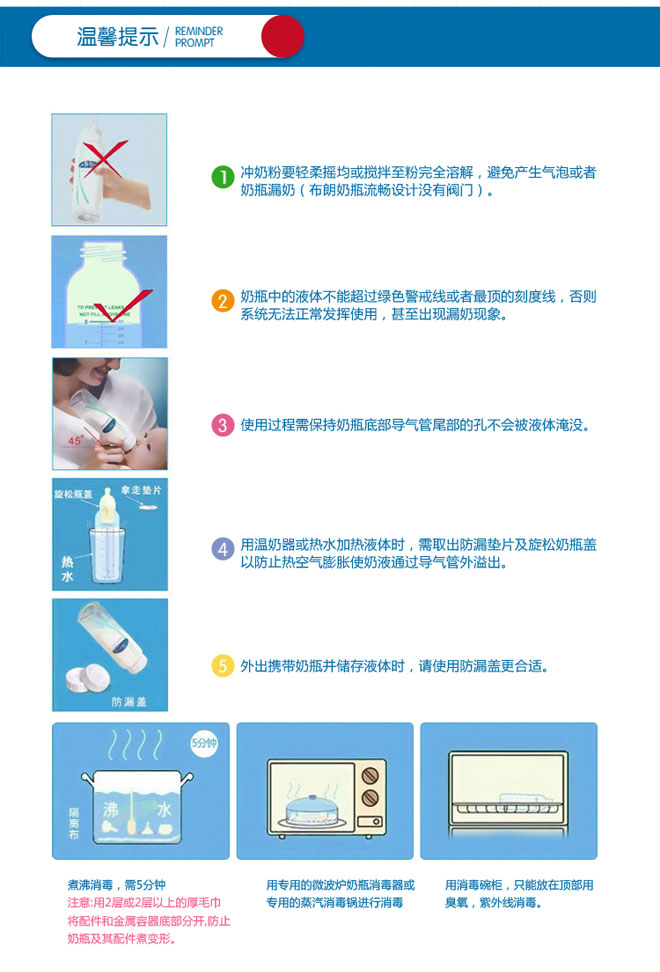 温馨提示 / REMINDER
PROMPT
1 冲奶粉要轻柔摇均或搅拌至粉完全溶解，避免产生气泡或者
奶瓶漏奶（布朗奶瓶流畅设计没有阀门）。
TO PREVENT LEAKS
NOT FILL ABOVE LINE
2 奶瓶中的液体不能超过绿色警戒线或者最顶的刻度线，否则
系统无法正常发挥使用，甚至出现漏奶现象。
45°
3 使用过程需保持奶瓶底部导气管尾部的孔不会被液体淹没。
旋松瓶盖 拿走垫片
热
水
4 用温奶器或热水加热液体时，需取出防漏垫片及旋松奶瓶盖
以防止热空气膨胀使奶液通过导气管外溢出。
防漏盖
5 外出携带奶瓶并储存液体时，请使用防漏盖更合适。
5分钟
沸 水
隔离布
煮沸消毒，需5分钟
注意:用2层或2层以上的厚毛巾
将配件和金属容器底部分开,防止
奶瓶及其配件煮变形。
用专用的微波炉奶瓶消毒器或
专用的蒸汽消毒锅进行消毒
用消毒碗柜，只能放在顶部用
臭氧，紫外线消毒。